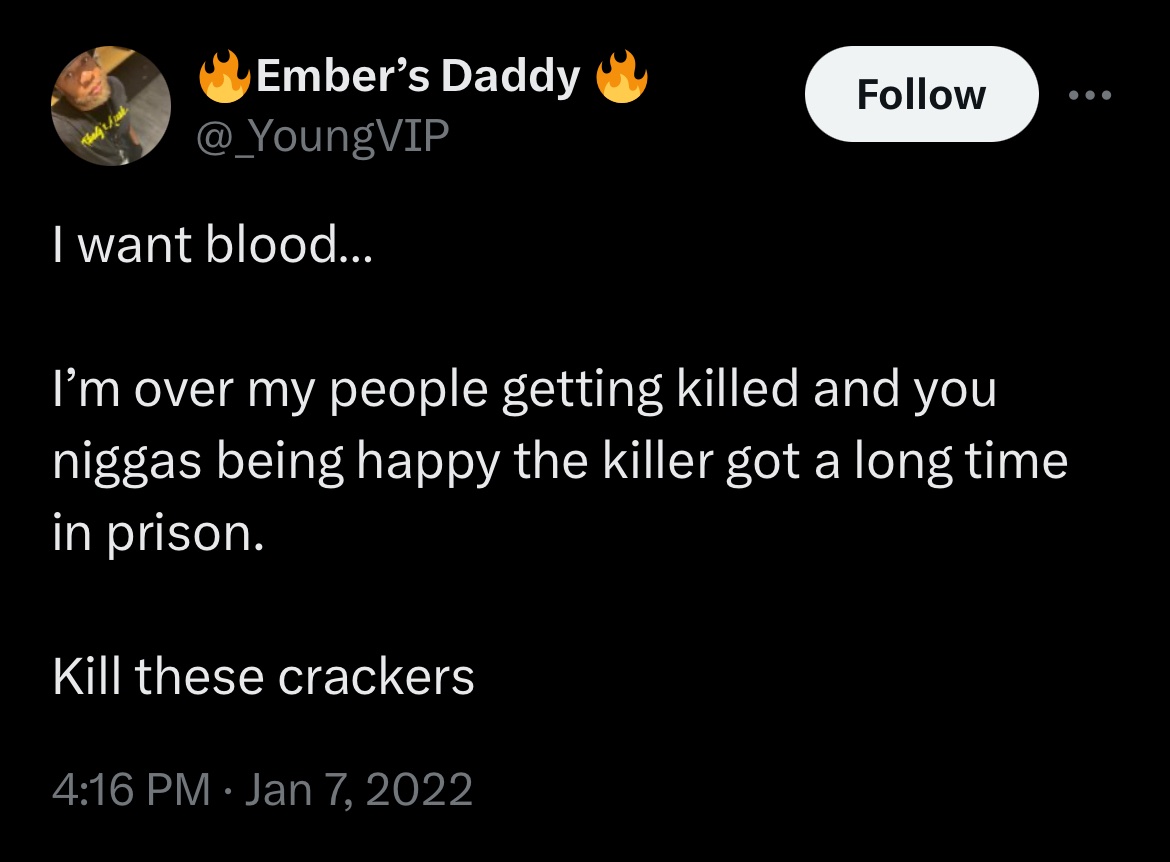 🔥Ember’s Daddy 🔥
@_YoungVIP
Follow
I want blood...
I’m over my people getting killed and you
niggas being happy the killer got a long time
in prison.
Kill these crackers
4:16 PM · Jan 7, 2022